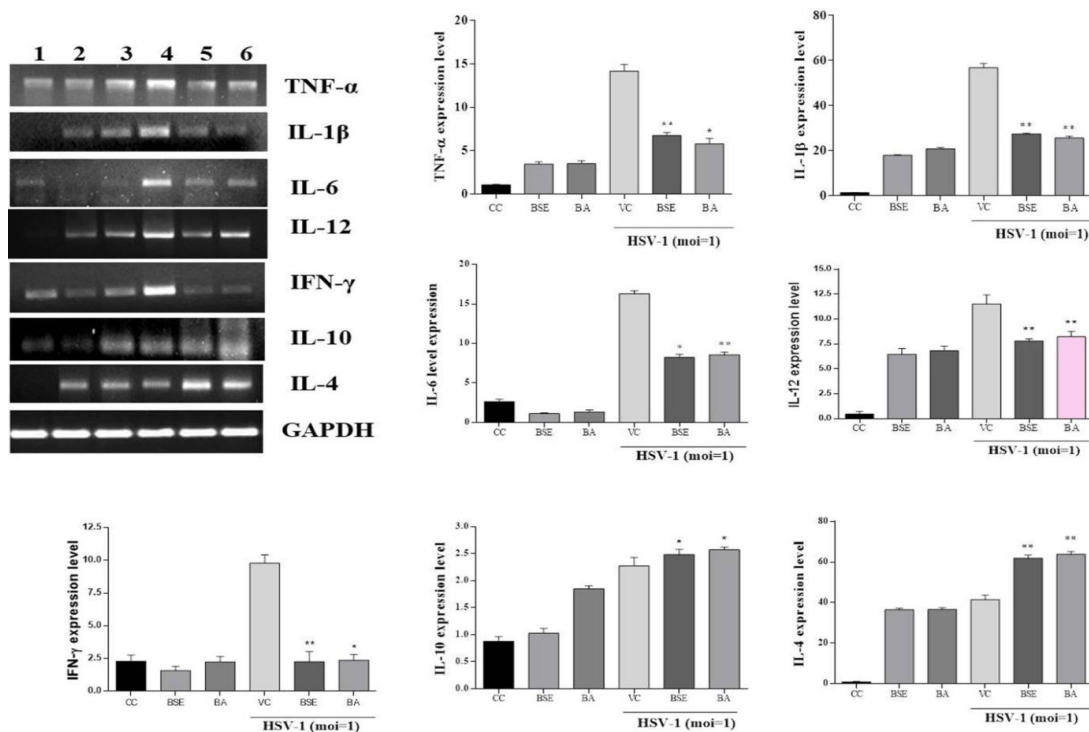 1 2 3 4 5 6
TNF-α
IL-1β
IL-6
IL-12
IFN-γ
IL-10
IL-4
GAPDH
TNF-α expression level
20
15
10
5
0
** *
CC BSE BA VC BSE BA
HSV-1 (moi=1)
IL-1β expression level
80
60
40
20
0
** **
CC BSE BA VC BSE BA
HSV-1 (moi=1)
IL-6 level expression
20
15
10
5
0
* **
CC BSE BA VC BSE BA
HSV-1 (moi=1)
IL-12 expression level
15.0
12.5
10.0
7.5
5.0
2.5
0.0
** **
CC BSE BA VC BSE BA
HSV-1 (moi=1)
IFN-γ expression level
12.5
10.0
7.5
5.0
2.5
0.0
** *
CC BSE BA VC BSE BA
HSV-1 (moi=1)
IL-10 expression level
3.0
2.5
2.0
1.5
1.0
0.5
0.0
* *
CC BSE BA VC BSE BA
HSV-1 (moi=1)
IL-4 expression level
80
60
40
20
0
** **
CC BSE BA VC BSE BA
HSV-1 (moi=1)